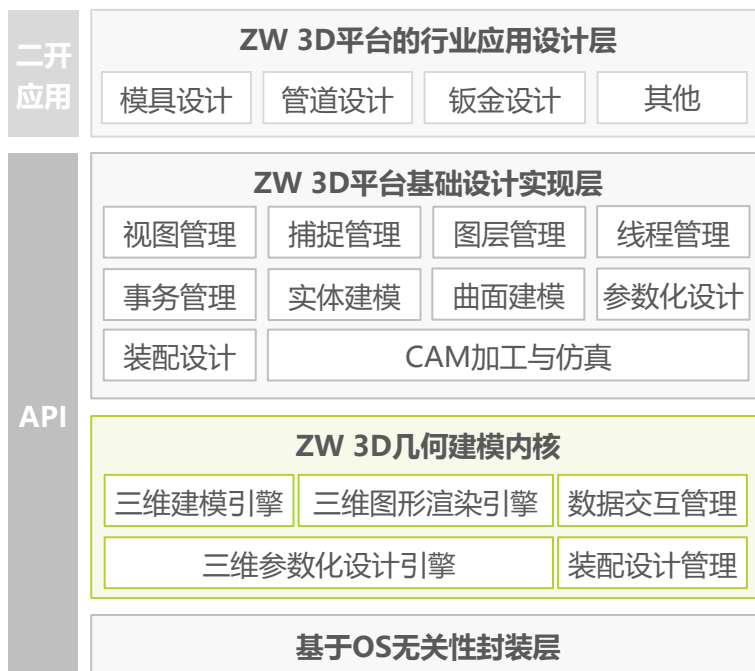 二开
应用
ZW 3D平台的行业应用设计层
模具设计 管道设计 钣金设计 其他
API
ZW 3D平台基础设计实现层
视图管理 捕捉管理 图层管理 线程管理
事务管理 实体建模 曲面建模 参数化设计
装配设计 CAM加工与仿真
ZW 3D几何建模内核
三维建模引擎 三维图形渲染引擎 数据交互管理
三维参数化设计引擎 装配设计管理
基于OS无关性封装层